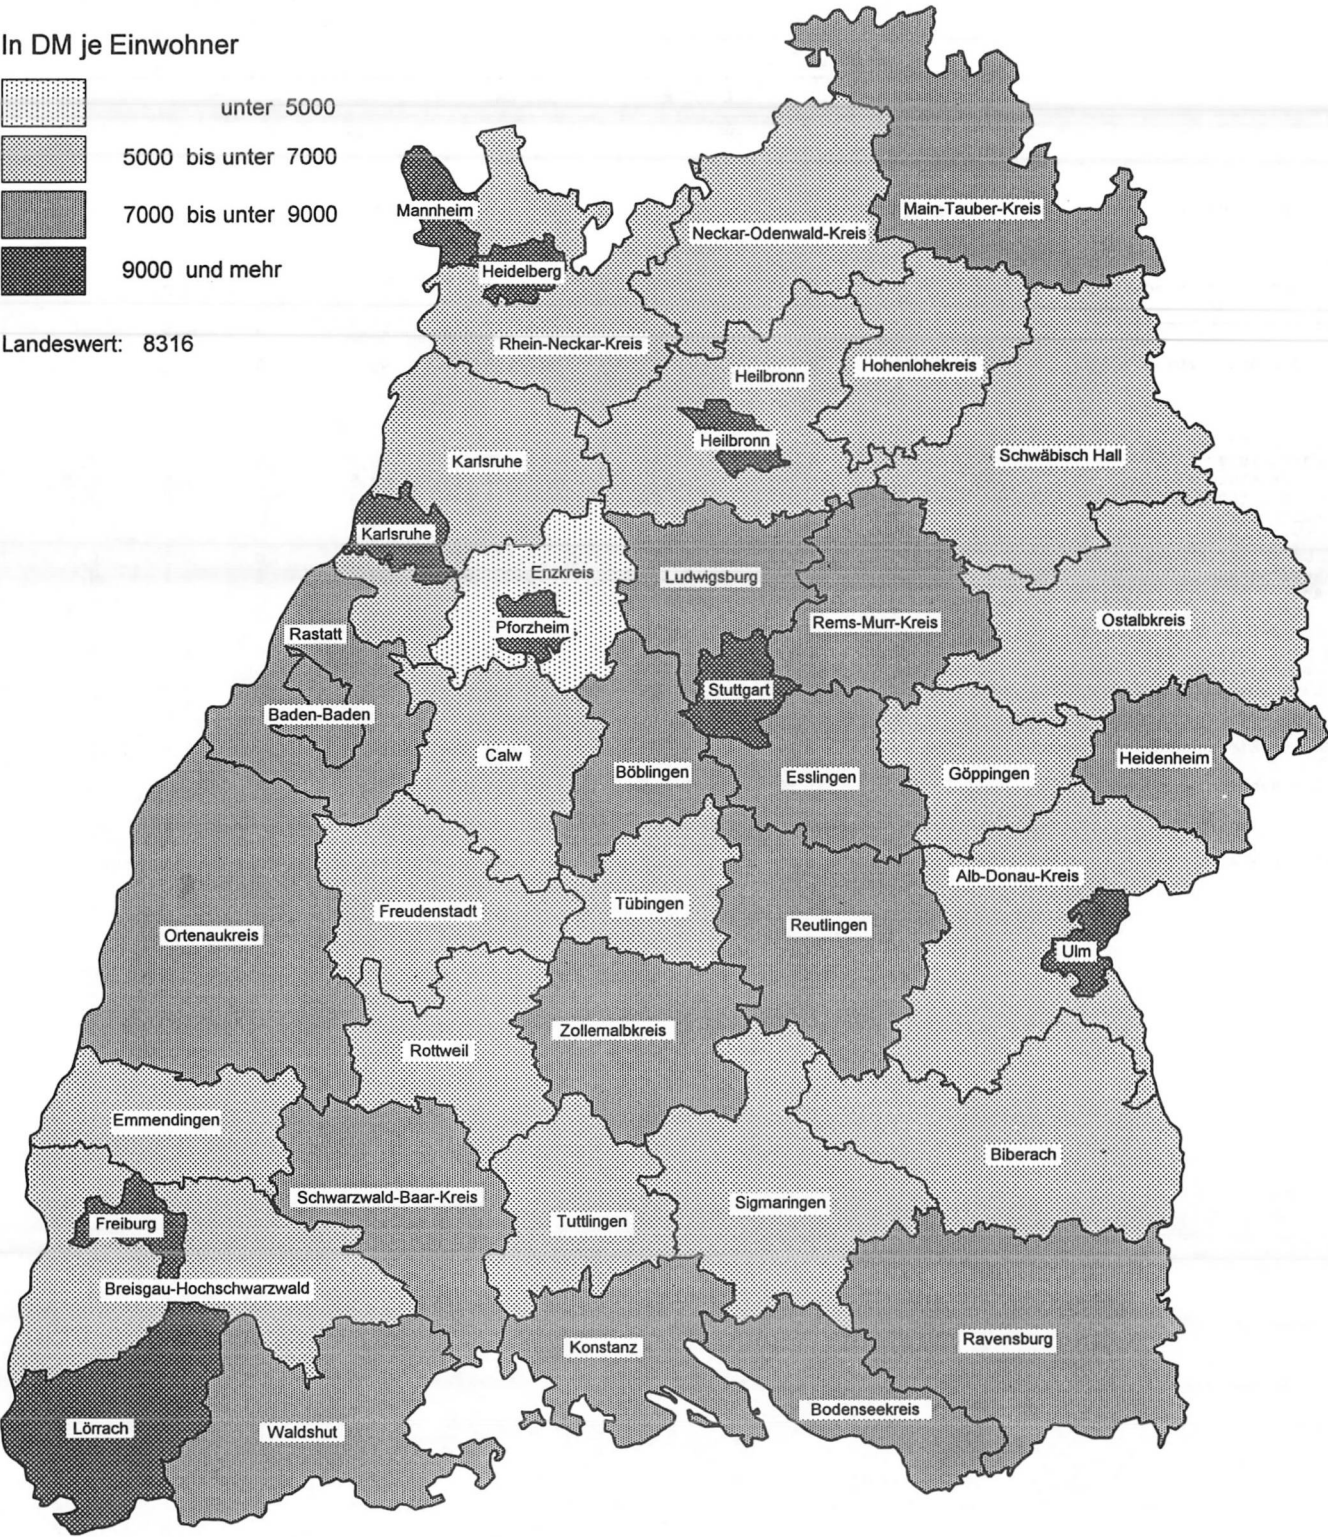 In DM je Einwohner
unter 5000
5000 bis unter 7000
7000 bis unter 9000
9000 und mehr
Landeswert: 8316
Mannheim
Main-Tauber-Kreis
Neckar-Odenwald-Kreis
Heidelberg
Rhein-Neckar-Kreis
Hohenlohekreis
Heilbronn
Heilbronn
Schwäbisch Hall
Karlsruhe
Karlsruhe
Enzkreis
Ludwigsburg
Pforzheim
Rems-Murr-Kreis
Ostalbkreis
Rastatt
Stuttgart
Baden-Baden
Calw
Böblingen
Esslingen
Göppingen
Heidenheim
Alb-Donau-Kreis
Freudenstadt
Tübingen
Reutlingen
Ortenaukreis
Ulm
Zollernalbkreis
Rottweil
Emmendingen
Biberach
Schwarzwald-Baar-Kreis
Sigmaringen
Freiburg
Tuttlingen
Breisgau-Hochschwarzwald
Konstanz
Ravensburg
Bodenseekreis
Lörrach
Waldshut